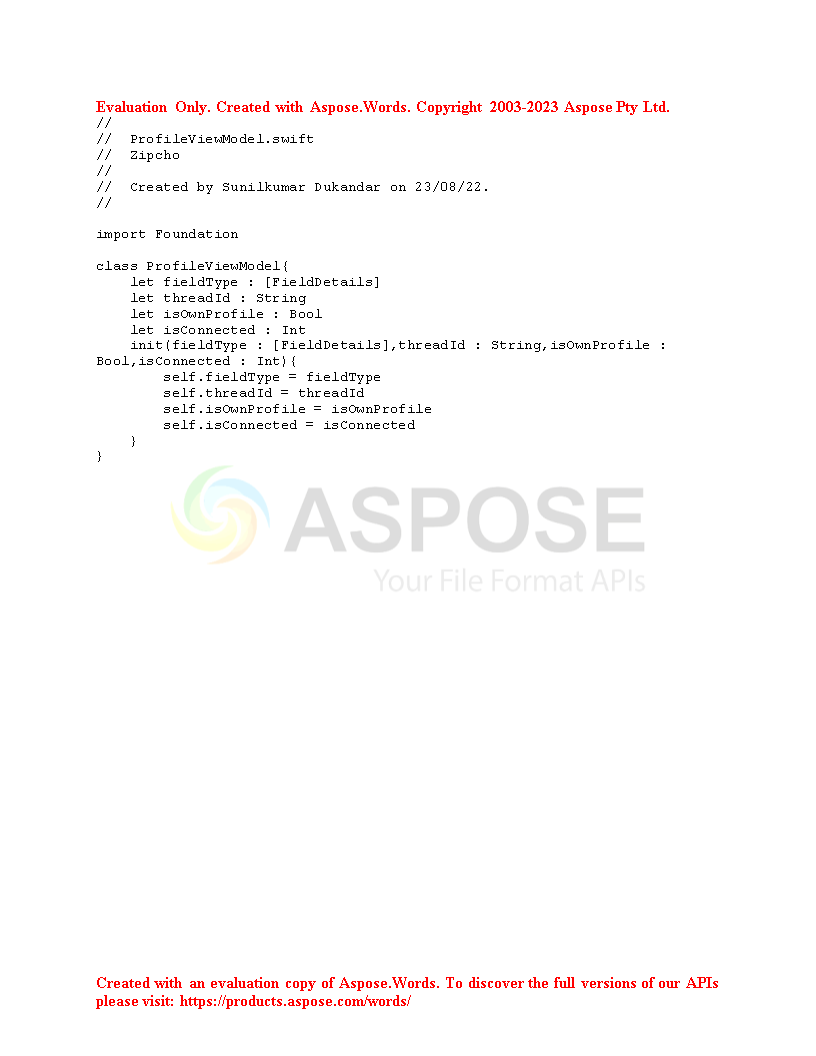 Evaluation Only. Created with Aspose.Words. Copyright 2003-2023 Aspose Pty Ltd.
//
//  ProfileViewModel.swift
//  Zipcho
//
//  Created by Sunilkumar Dukandar on 23/08/22.
//
import Foundation
class ProfileViewModel{
    let fieldType : [FieldDetails]
    let threadId : String
    let isOwnProfile : Bool
    let isConnected : Int
    init(fieldType : [FieldDetails],threadId : String,isOwnProfile :
Bool,isConnected : Int){
        self.fieldType = fieldType
        self.threadId = threadId
        self.isOwnProfile = isOwnProfile
        self.isConnected = isConnected
    }
}
ASPOSE
Your File Format APIs
Created with an evaluation copy of Aspose.Words. To discover the full versions of our APIs
please visit: https://products.aspose.com/words/